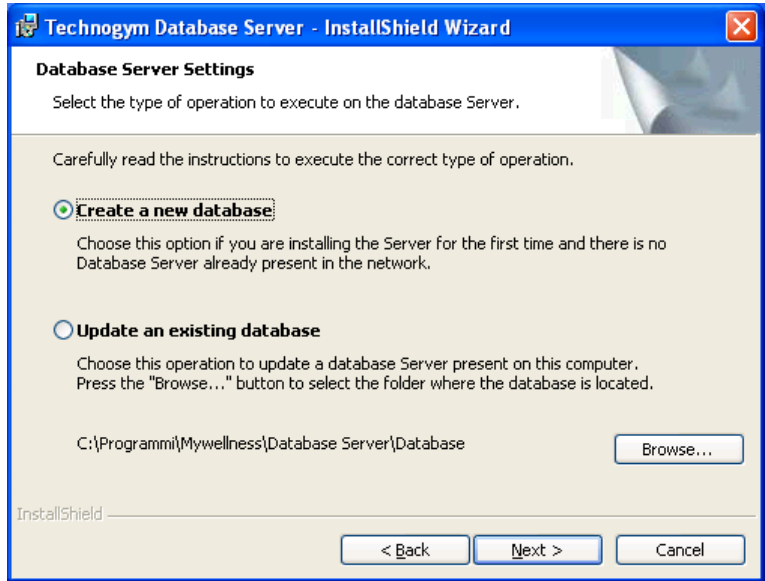 Technogym Database Server - InstallShield Wizard
Database Server Settings
Select the type of operation to execute on the database Server.
Carefully read the instructions to execute the correct type of operation.
Create a new database
Choose this option if you are installing the Server for the first time and there is no
Database Server already present in the network.
Update an existing database
Choose this operation to update a database Server present on this computer.
Press the "Browse..." button to select the folder where the database is located.
C:\Programmi\Mywellness\Database Server\Database
Browse...
InstallShield
< Back
Next >
Cancel